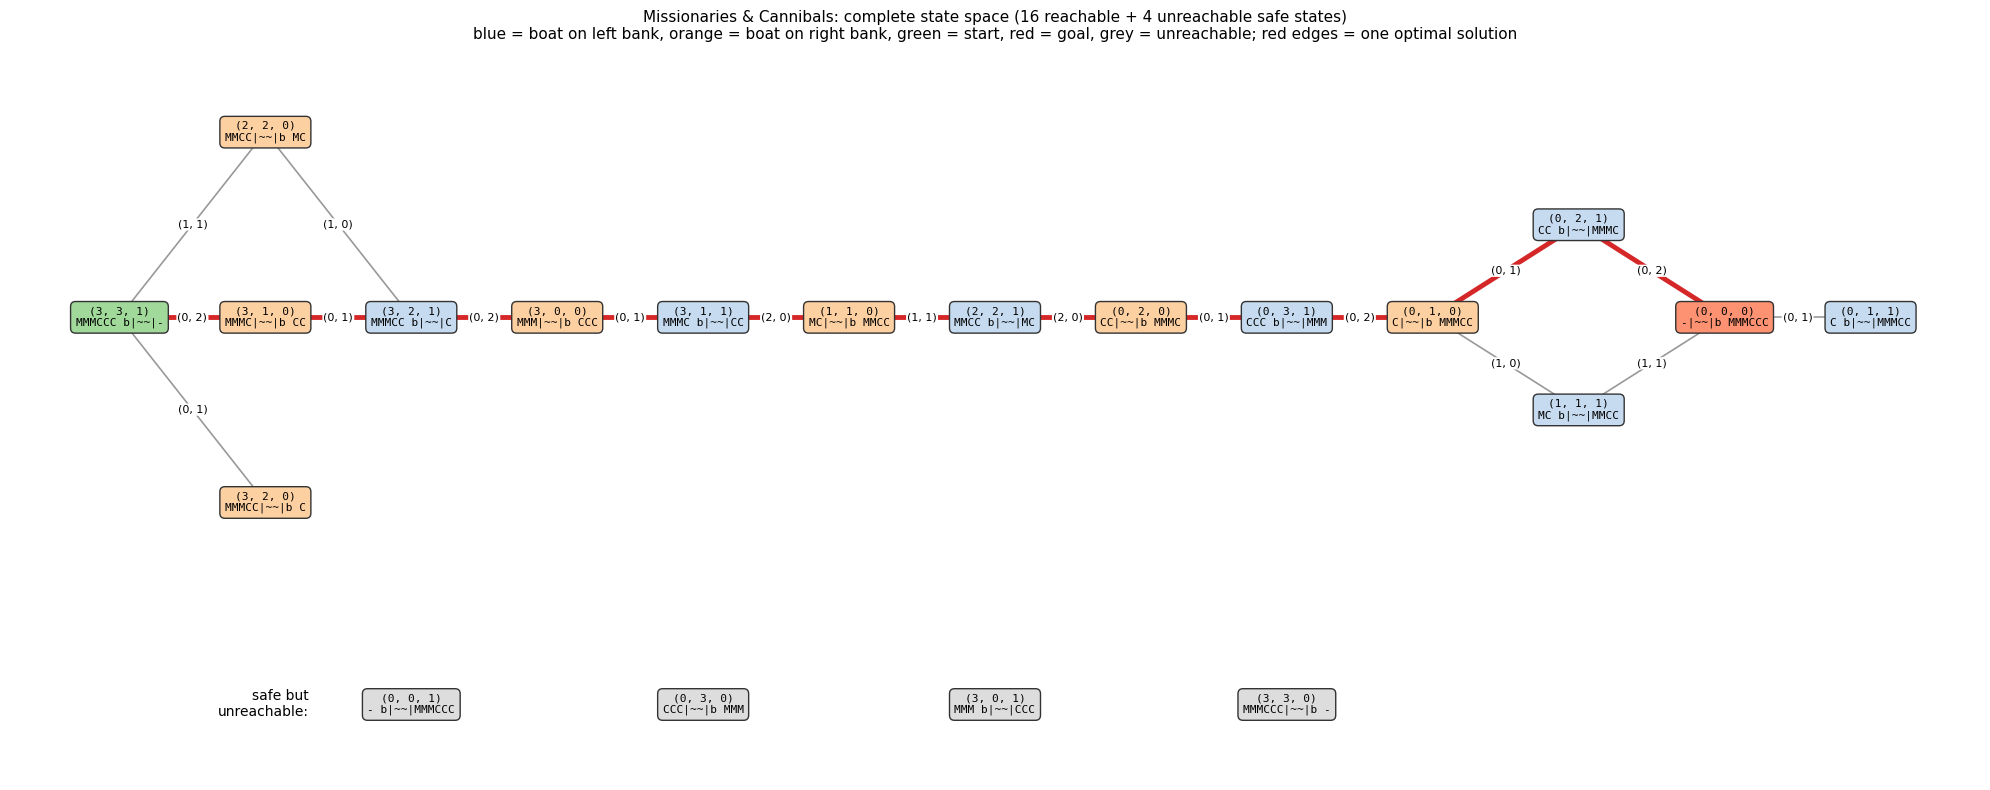 Missionaries & Cannibals: complete state space (16 reachable + 4 unreachable safe states)
blue = boat on left bank, orange = boat on right bank, green = start, red = goal, grey = unreachable; red edges = one optimal solution
(2, 2, 0)
MMCC|~~|b MC
(1, 1)
(1, 0)
(0, 2, 1)
CC b|~~|MMMC
(0, 1)
(0, 2)
(3, 3, 1)
MMMCCC b|~~|-
(0, 2)
(3, 1, 0)
MMMC|~~|b CC
(0, 1)
(3, 2, 1)
MMMCC b|~~|C
(0, 2)
(3, 0, 0)
MMM|~~|b CCC
(0, 1)
(3, 1, 1)
MMMC b|~~|CC
(2, 0)
(1, 1, 0)
MC|~~|b MMCC
(1, 1)
(2, 2, 1)
MMCC b|~~|MC
(2, 0)
(0, 2, 0)
CC|~~|b MMMC
(0, 1)
(0, 3, 1)
CCC b|~~|MMM
(0, 2)
(0, 1, 0)
C|~~|b MMMCC
(0, 0, 0)
-|~~|b MMMCCC
(0, 1)
(0, 1, 1)
C b|~~|MMMCC
(1, 0)
(1, 1)
(0, 1)
(1, 1, 1)
MC b|~~|MMCC
(3, 2, 0)
MMMCC|~~|b C
safe but
unreachable:
(0, 0, 1)
- b|~~|MMMCCC
(0, 3, 0)
CCC|~~|b MMM
(3, 0, 1)
MMM b|~~|CCC
(3, 3, 0)
MMMCCC|~~|b -